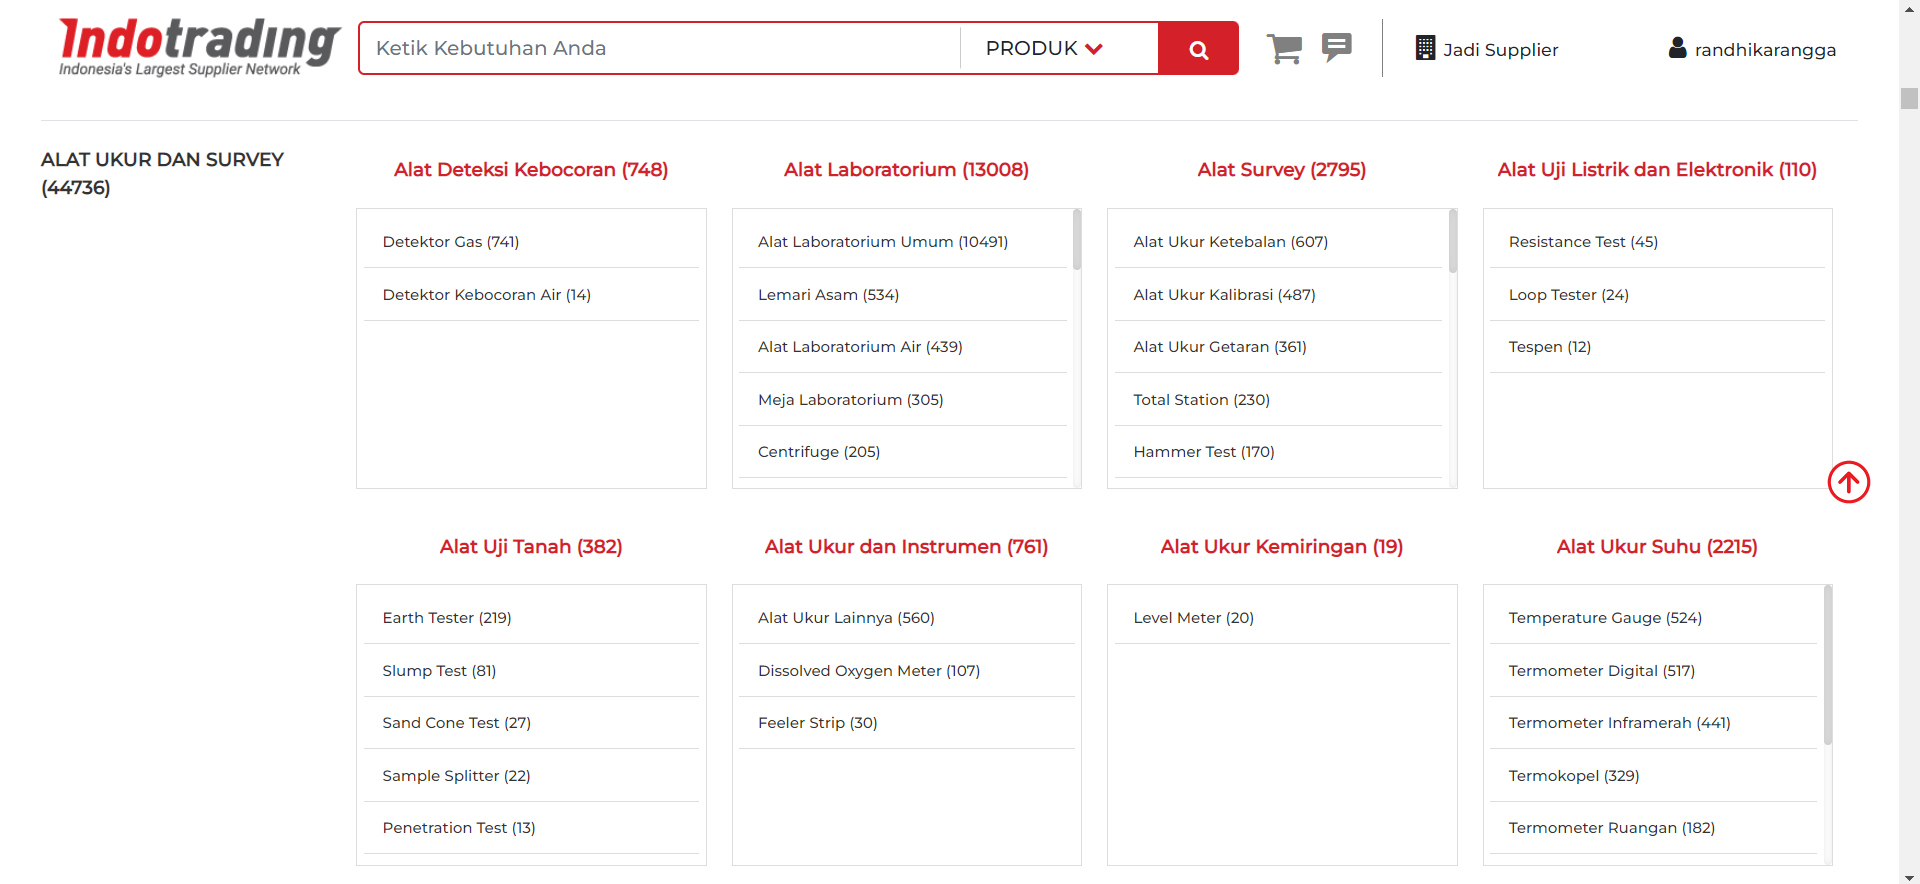 Indotrading
Indonesia's Largest Supplier Network
Ketik Kebutuhan Anda
PRODUK
Jadi Supplier
randhikarangga
ALAT UKUR DAN SURVEY
(44736)
Alat Deteksi Kebocoran (748)
Detektor Gas (741)
Detektor Kebocoran Air (14)
Alat Laboratorium (13008)
Alat Laboratorium Umum (10491)
Lemari Asam (534)
Alat Laboratorium Air (439)
Meja Laboratorium (305)
Centrifuge (205)
Alat Survey (2795)
Alat Ukur Ketebalan (607)
Alat Ukur Kalibrasi (487)
Alat Ukur Getaran (361)
Total Station (230)
Hammer Test (170)
Alat Uji Listrik dan Elektronik (110)
Resistance Test (45)
Loop Tester (24)
Tespen (12)
Alat Uji Tanah (382)
Earth Tester (219)
Slump Test (81)
Sand Cone Test (27)
Sample Splitter (22)
Penetration Test (13)
Alat Ukur dan Instrumen (761)
Alat Ukur Lainnya (560)
Dissolved Oxygen Meter (107)
Feeler Strip (30)
Alat Ukur Kemiringan (19)
Level Meter (20)
Alat Ukur Suhu (2215)
Temperature Gauge (524)
Termometer Digital (517)
Termometer Inframerah (441)
Termokopel (329)
Termometer Ruangan (182)